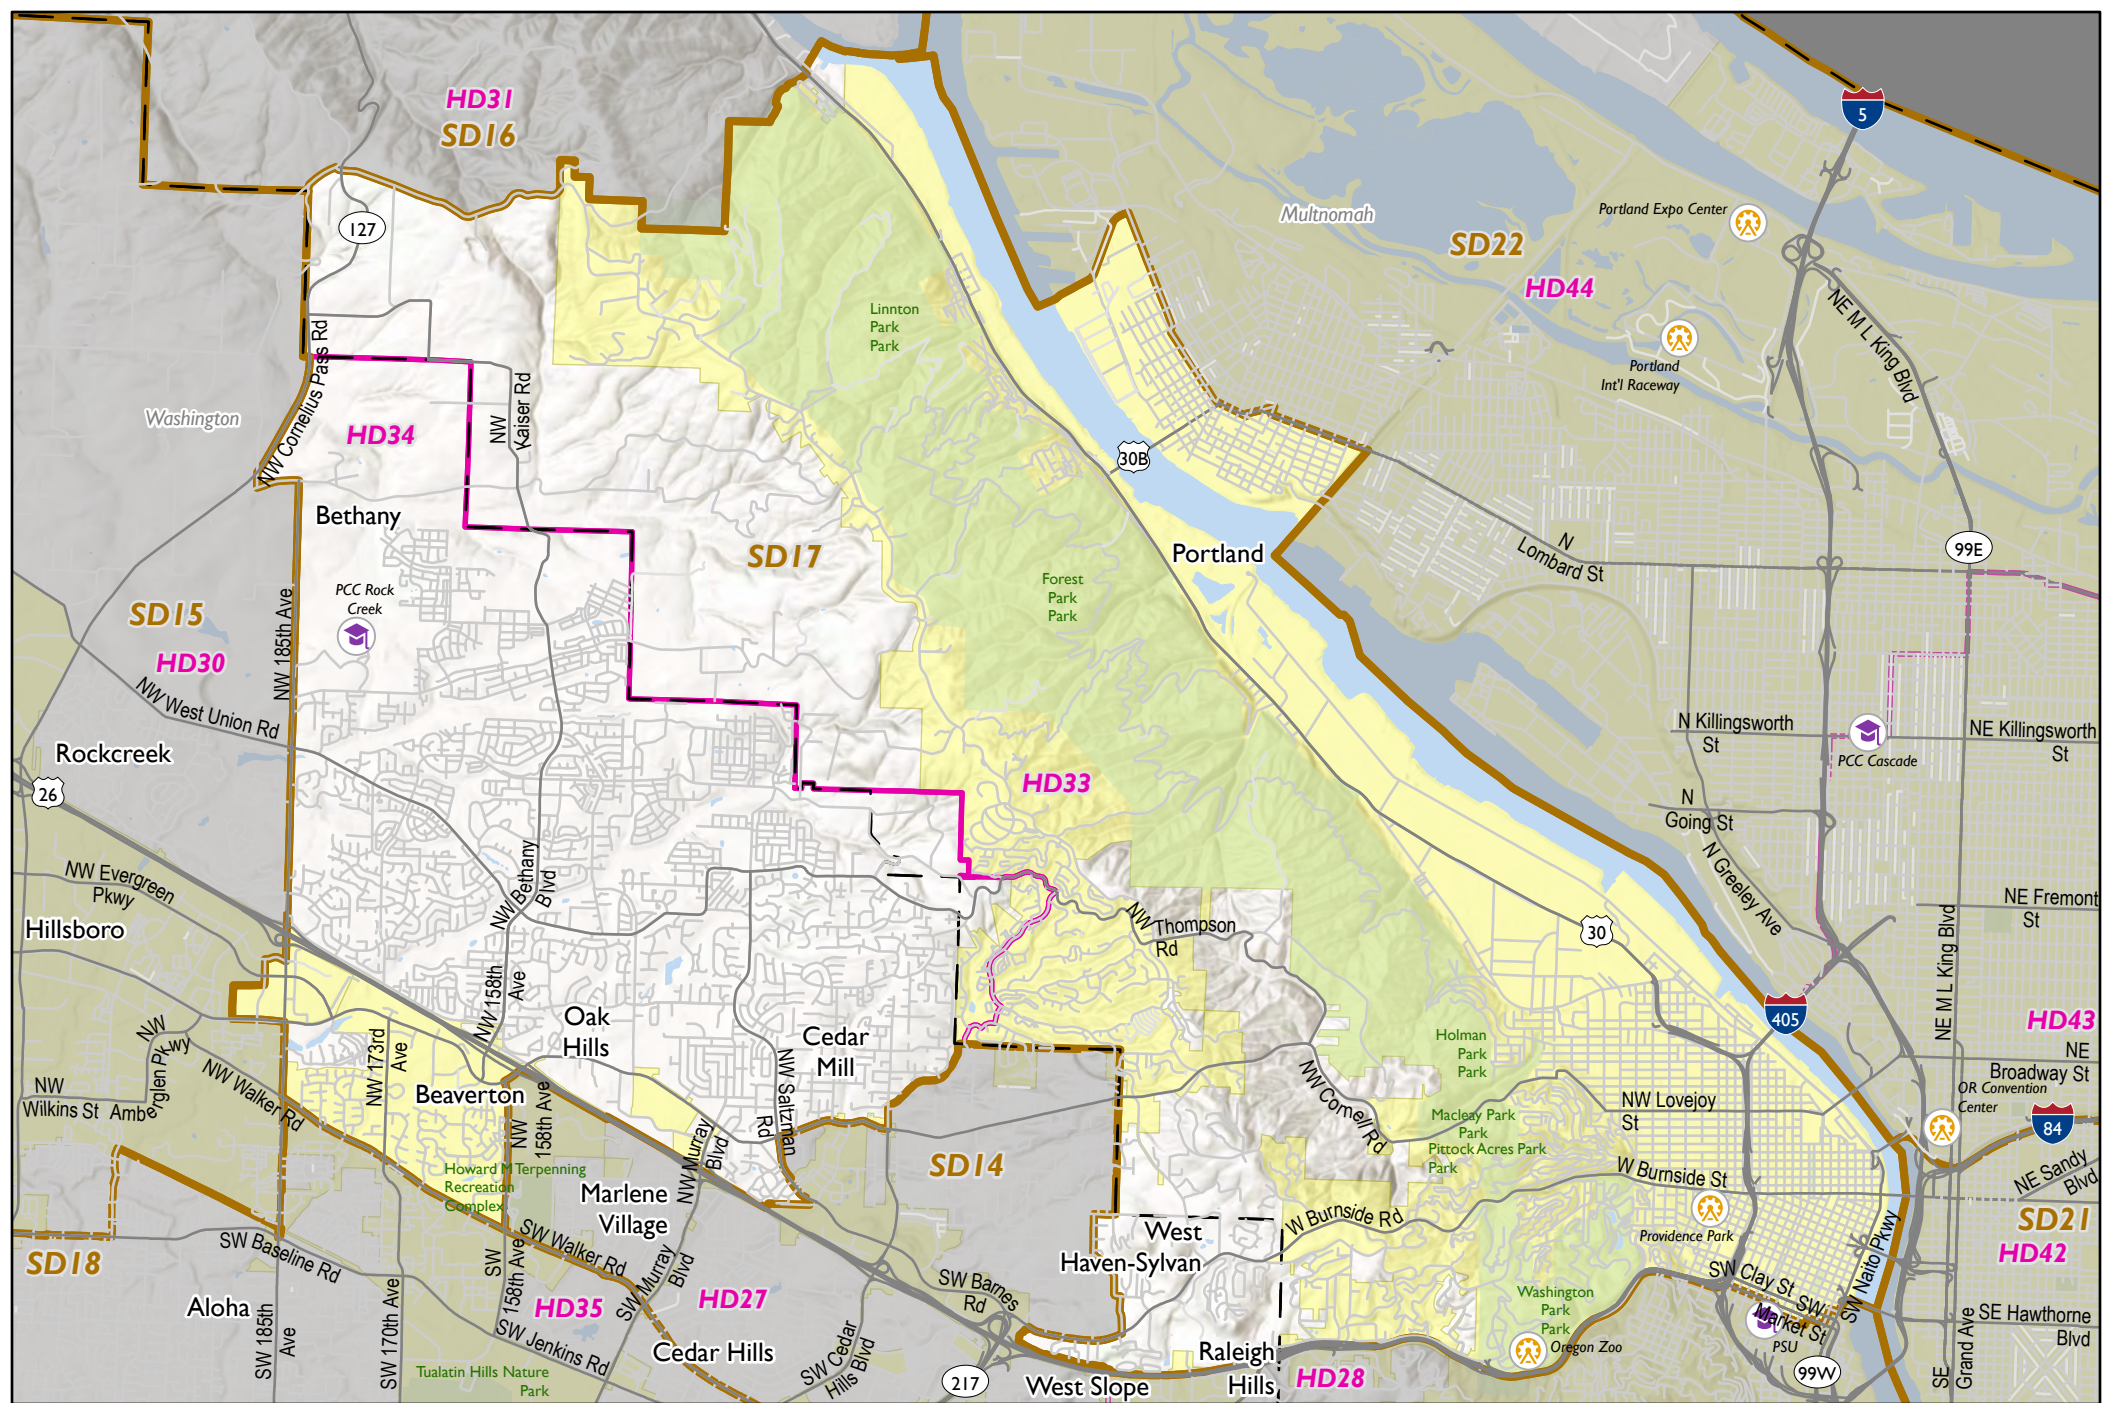 HD31
SD16
5
127
Multnomah
Portland Expo Center
SD22
HD44
NE M L King Blvd
Linnton
Park
Park
Portland
Int'l Raceway
NW Cornelius Pass Rd
NW
Kaiser Rd
Washington
HD34
30B
Bethany
SD17
Portland
N
Lombard St
99E
PCC Rock
Creek
Forest
Park
Park
SD15
HD30
NW 185th Ave
NW West Union Rd
Rockcreek
26
HD33
N Killingsworth
St
NE Killingsworth
St
PCC Cascade
N
Going St
N Greeley Ave
NW Evergreen
Pkwy
NW Bethany
Blvd
Hillsboro
NW Thompson
Rd
30
NE Fremont
St
NE M L King Blvd
NW 158th
Ave
405
HD43
NE
Broadway St
OR Convention
Center
84
NW
Amberglen Pkwy
NW 173rd
Ave
Oak
Hills
Cedar
Mill
Holman
Park
Park
NW
Wilkins St
NW Walker Rd
Beaverton
NW
158th Ave
NW Saltzman
Rd
NW Cornell Rd
NW Lovejoy
St
Macleay Park
Park
Pittock Acres Park
Park
NW Murray
Blvd
SD14
Howard M Terpenning
Recreation
Complex
Marlene
Village
W Burnside St
NE Sandy
Blvd
SD21
HD42
Providence Park
West
Haven-Sylvan
W Burnside Rd
SD18
SW Baseline Rd
SW
158th Ave
SW Walker Rd
SW Murray
Blvd
SW Barnes
Rd
SW Clay St
SW
Market St
SW Naito Pkwy
Washington
Park
Park
Aloha
SW 185th
Ave
SW 170th Ave
HD35
HD27
SW Jenkins Rd
Cedar Hills
SW Cedar
Hills Blvd
Tualatin Hills Nature
Park
217
West Slope
Raleigh
Hills
HD28
Oregon Zoo
PSU
99W
SE Hawthorne
Blvd
SE
Grand Ave